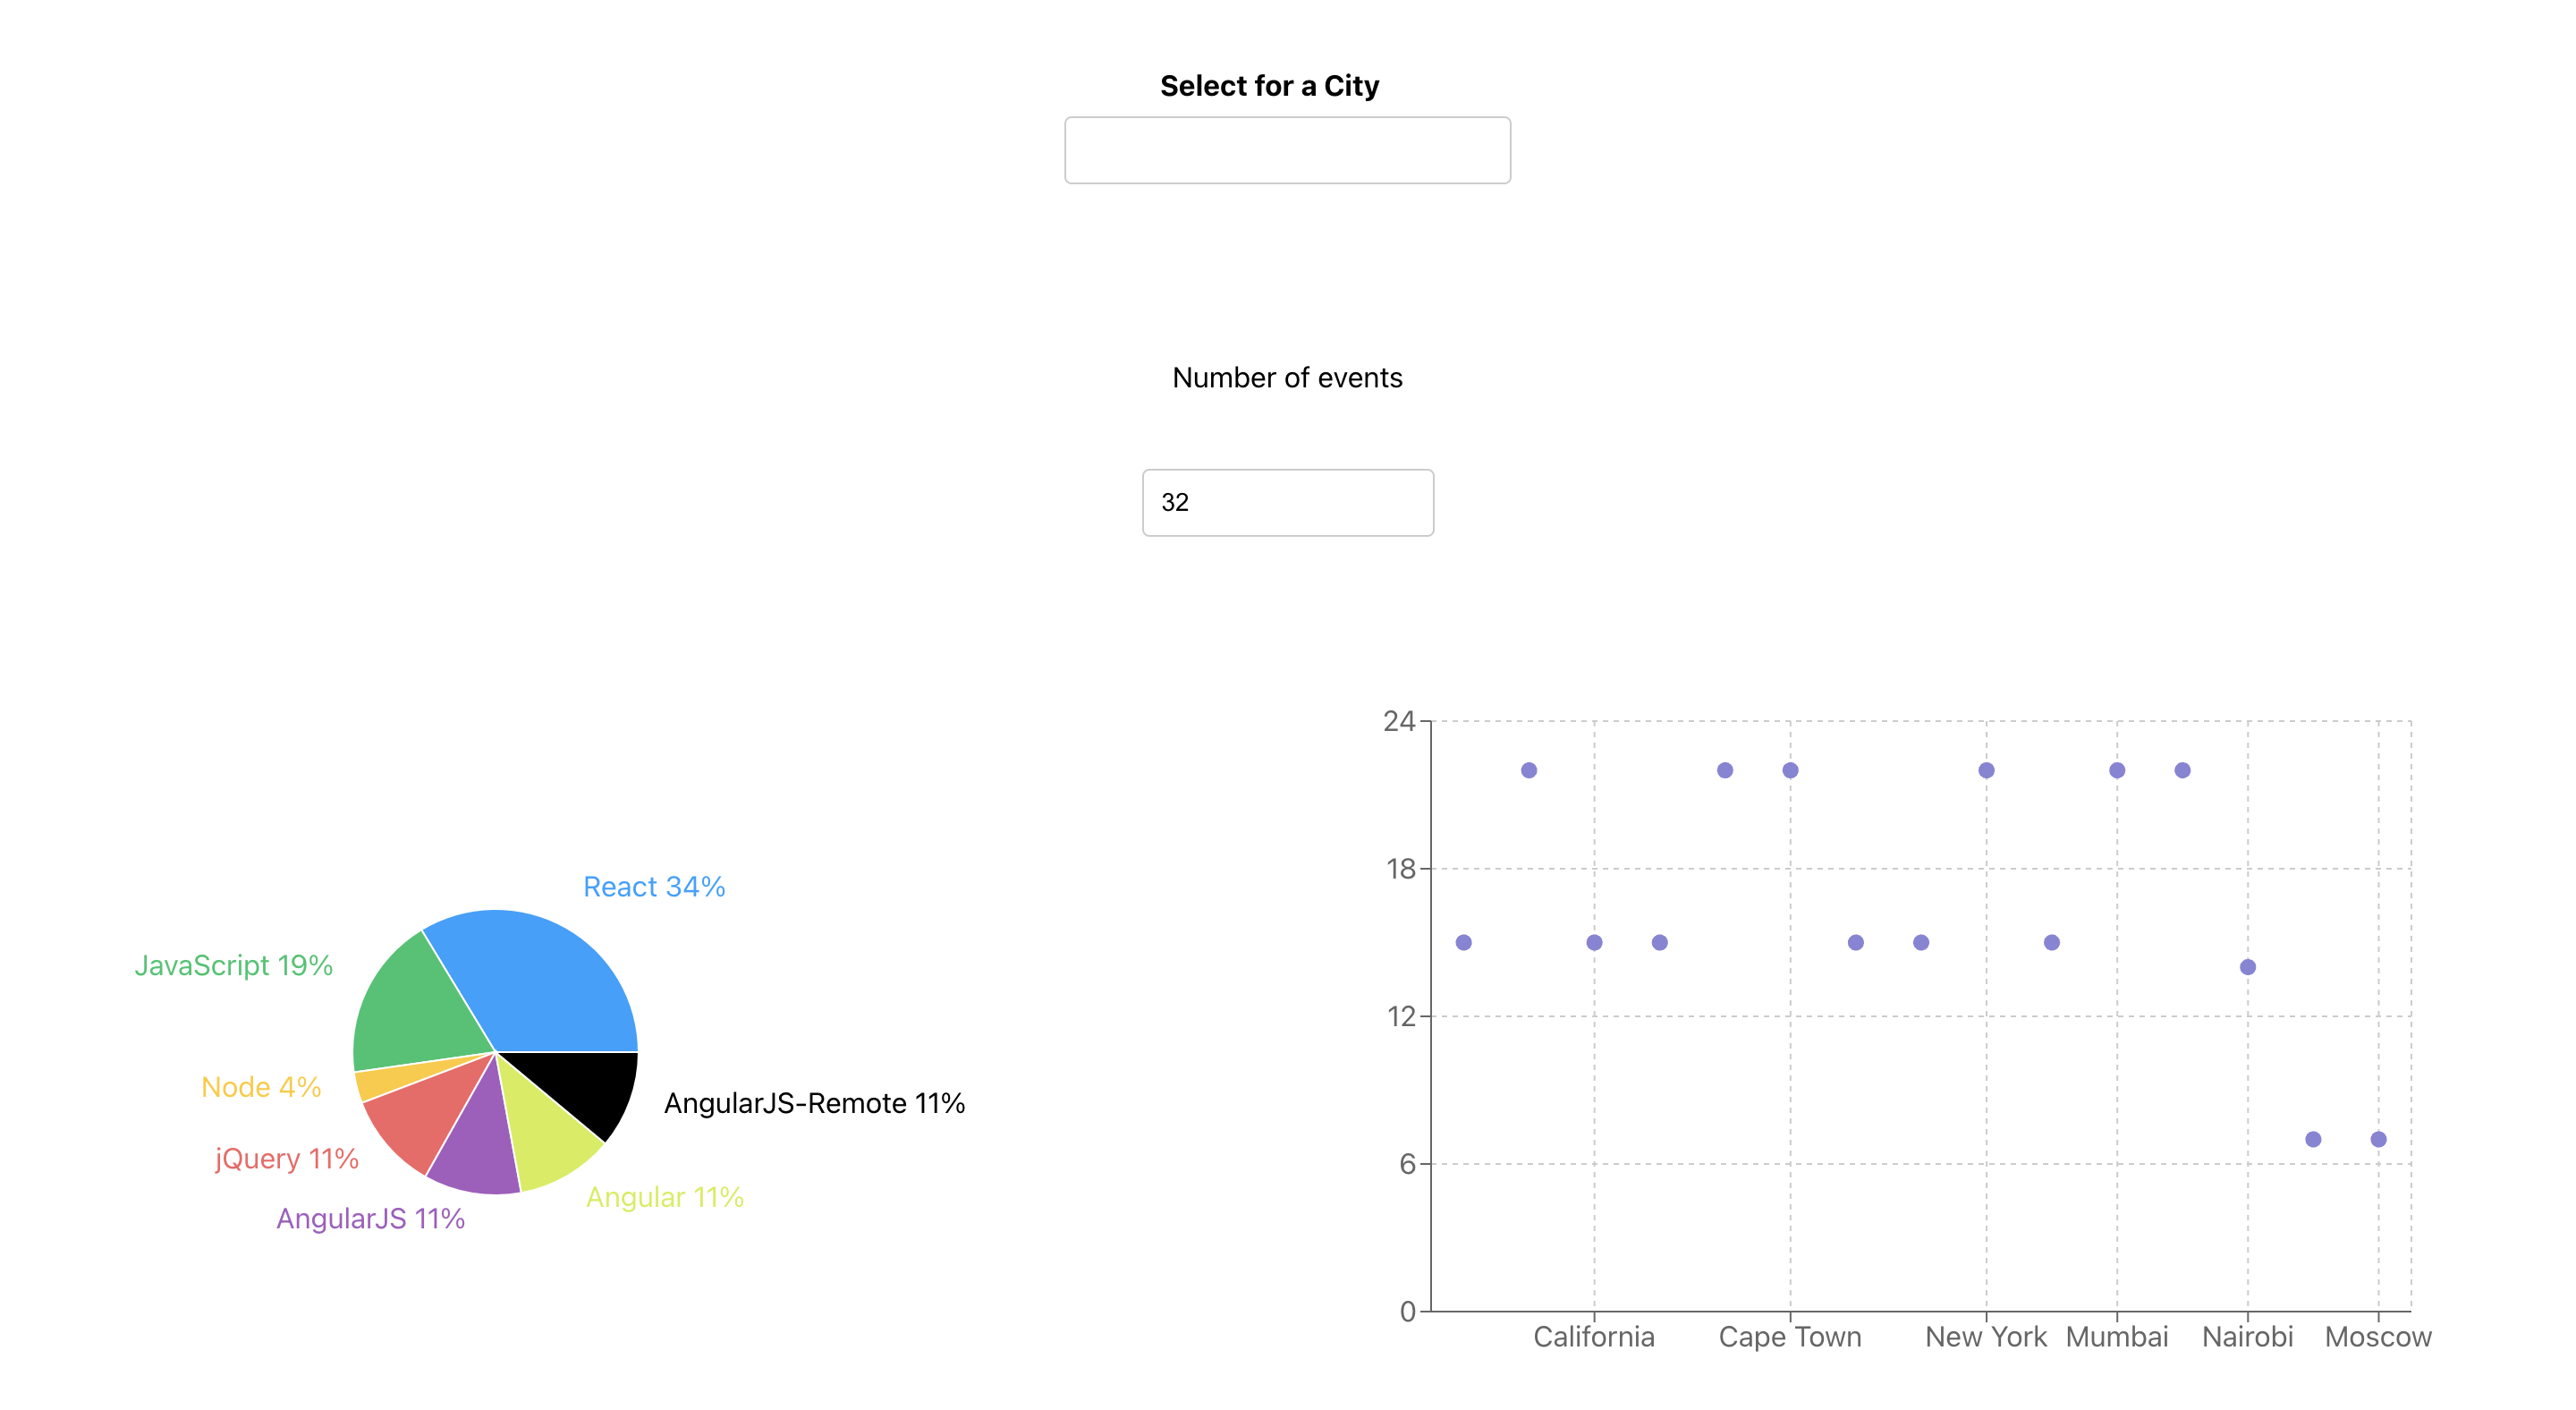 Select for a City
Number of events
32
React 34%
JavaScript 19%
Node 4%
jQuery 11%
AngularJS 11%
Angular 11%
AngularJS-Remote 11%
24
18
12
6
0
California
Cape Town
New York
Mumbai
Nairobi
Moscow